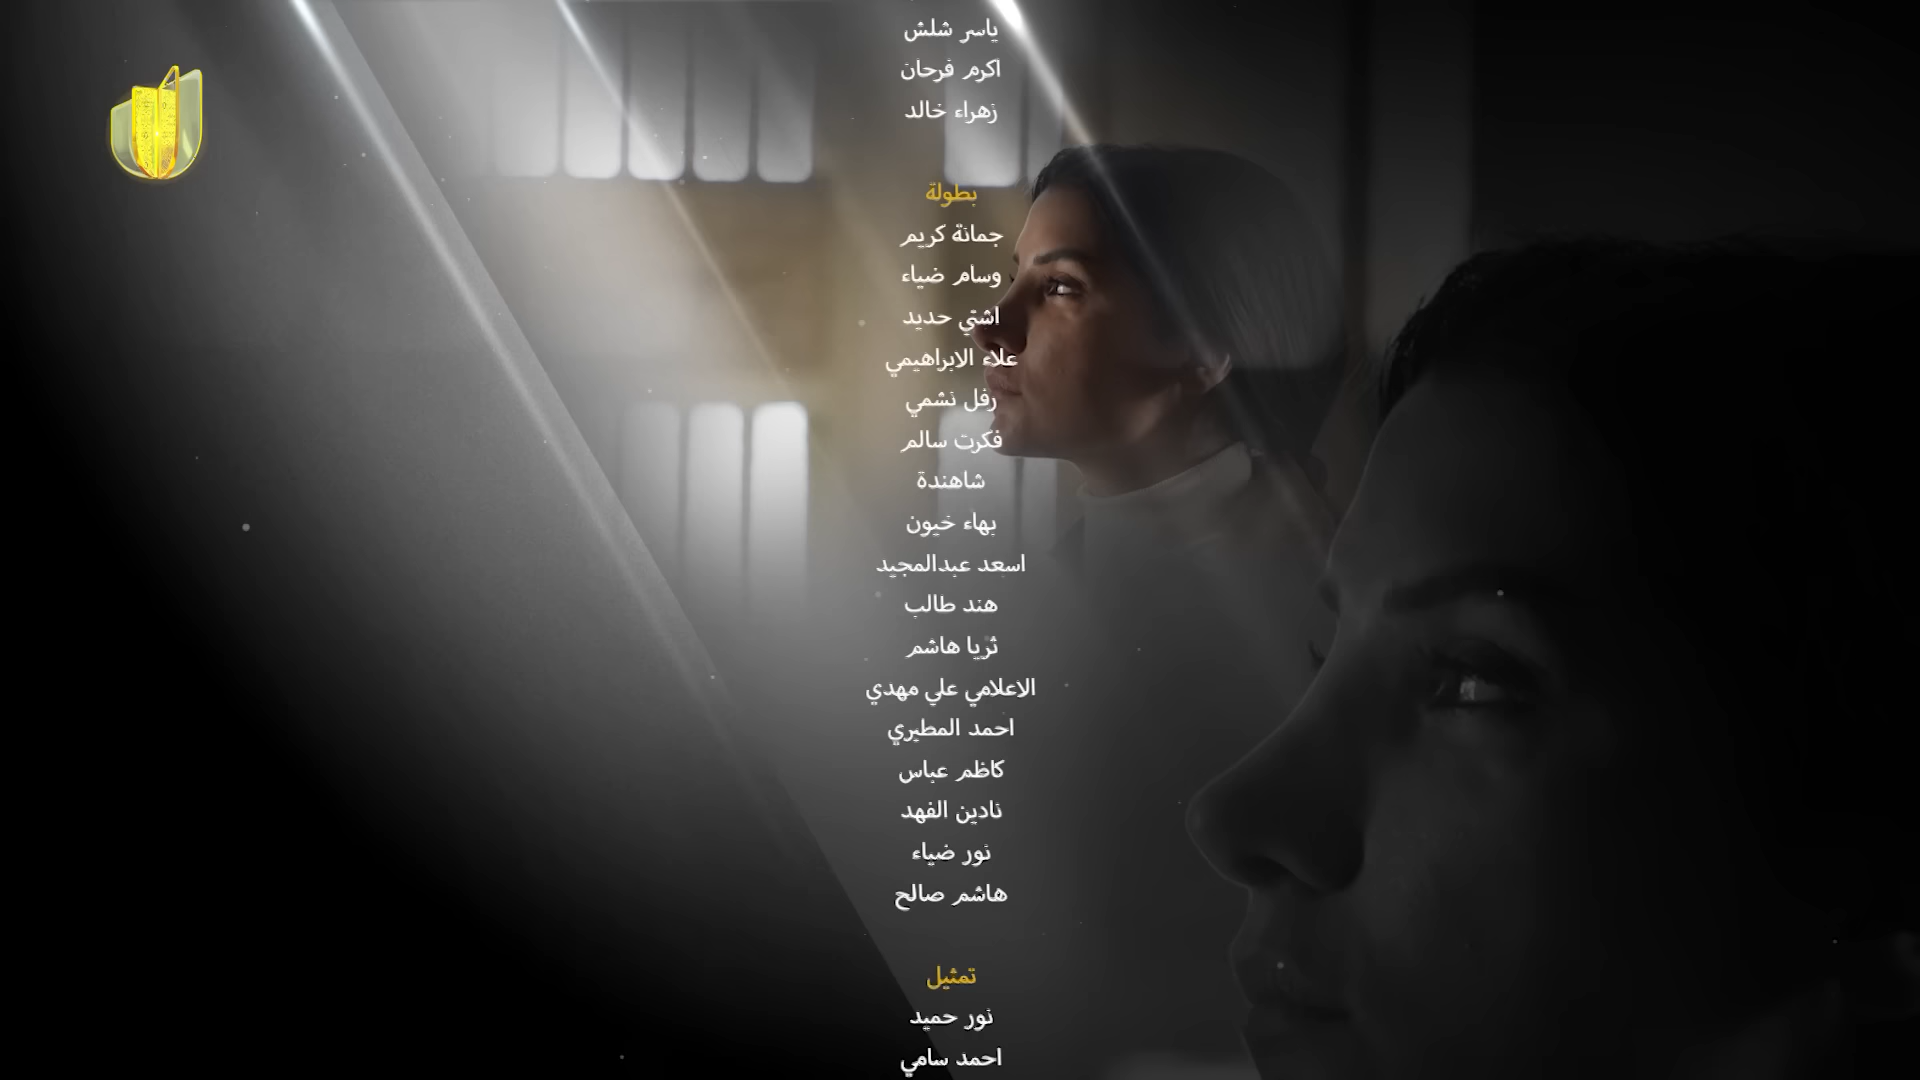 ياسر شلش
اكرم فرحان
زهراء خالد
بطولة
جمانة كريم
وسام ضياء
اشتي حديد
علاء الابراهيمي
رفل نشمي
فكرت سالم
شاهندة
بهاء خيون
اسعد عبدالمجيد
هند طالب
ثريا هاشم
الاعلامي علي مهدي
احمد المطيري
كاظم عباس
نادين الفهد
نور ضياء
هاشم صالح
تمثيل
نور حميد
احمد سامي